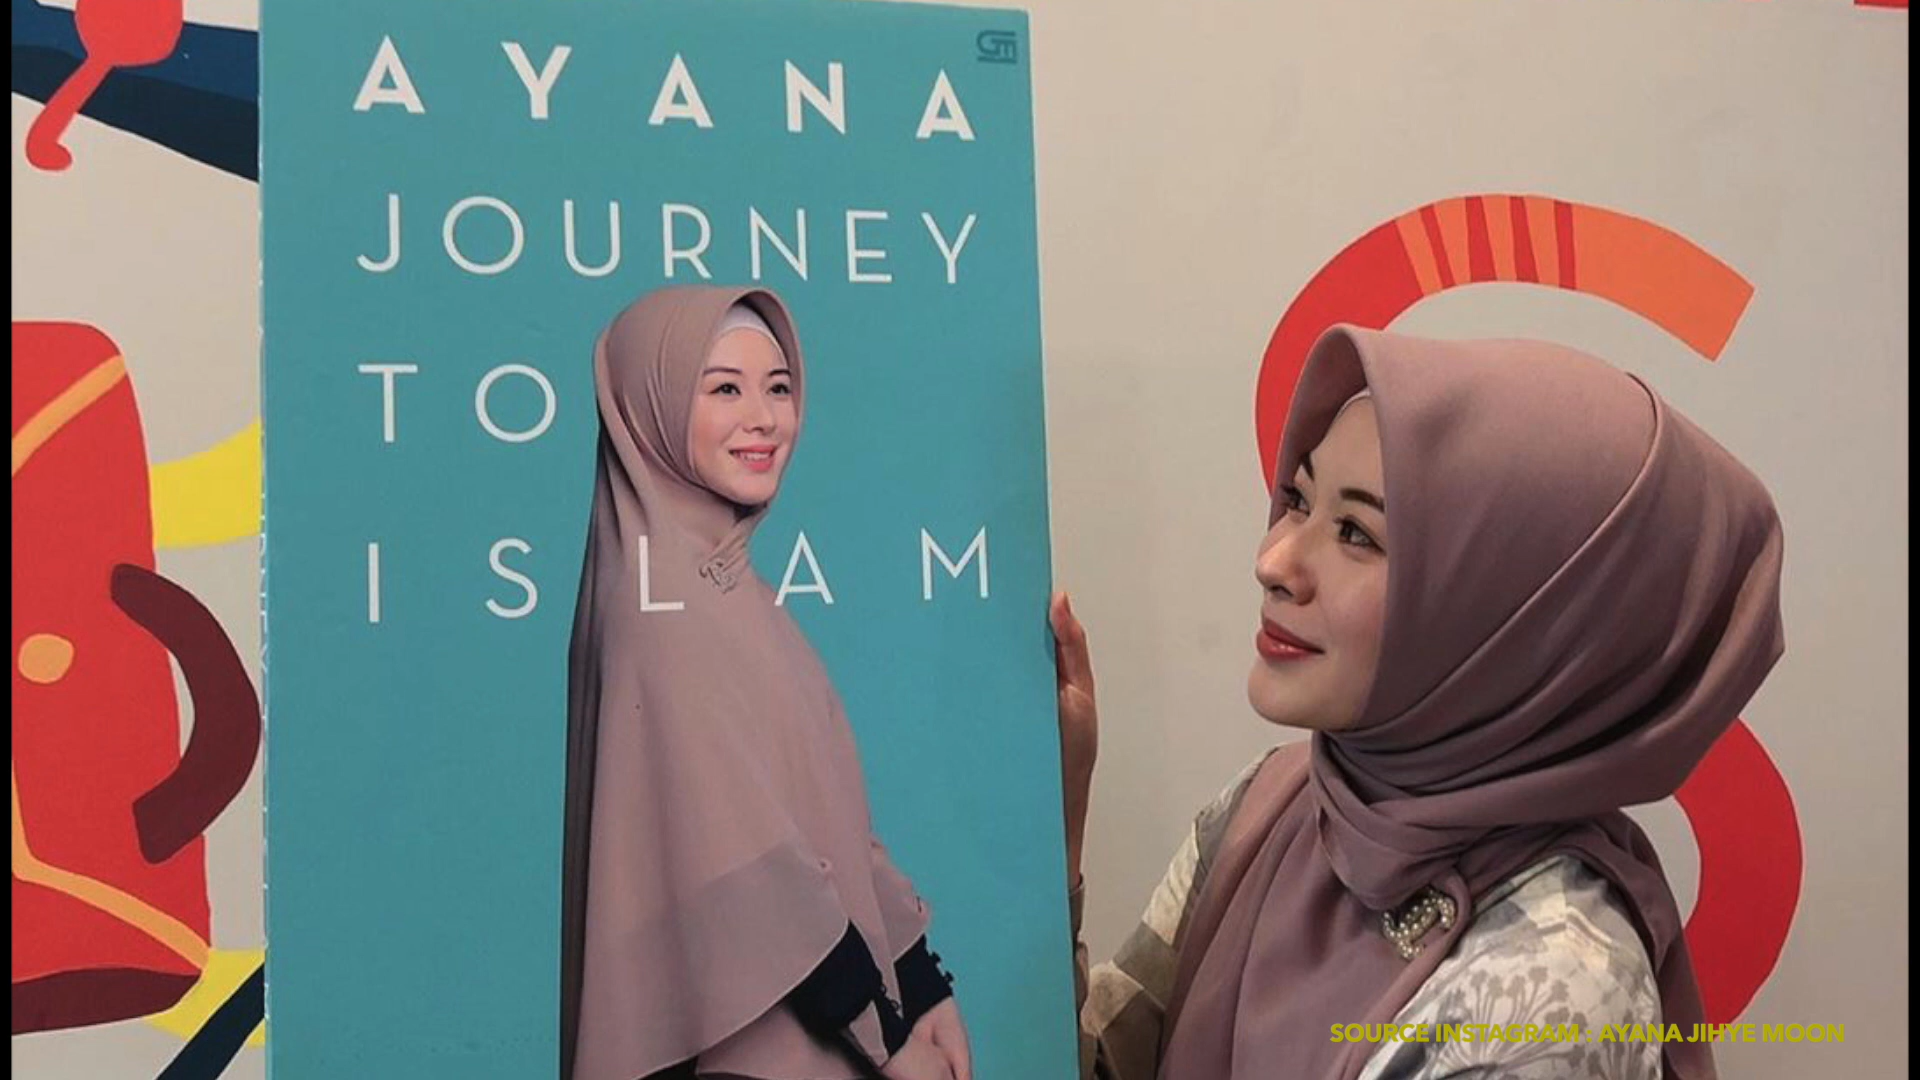 AYANA
JOURNEY
TO
ISLAM
SOURCE INSTAGRAM : AYANA JIHYE MOON